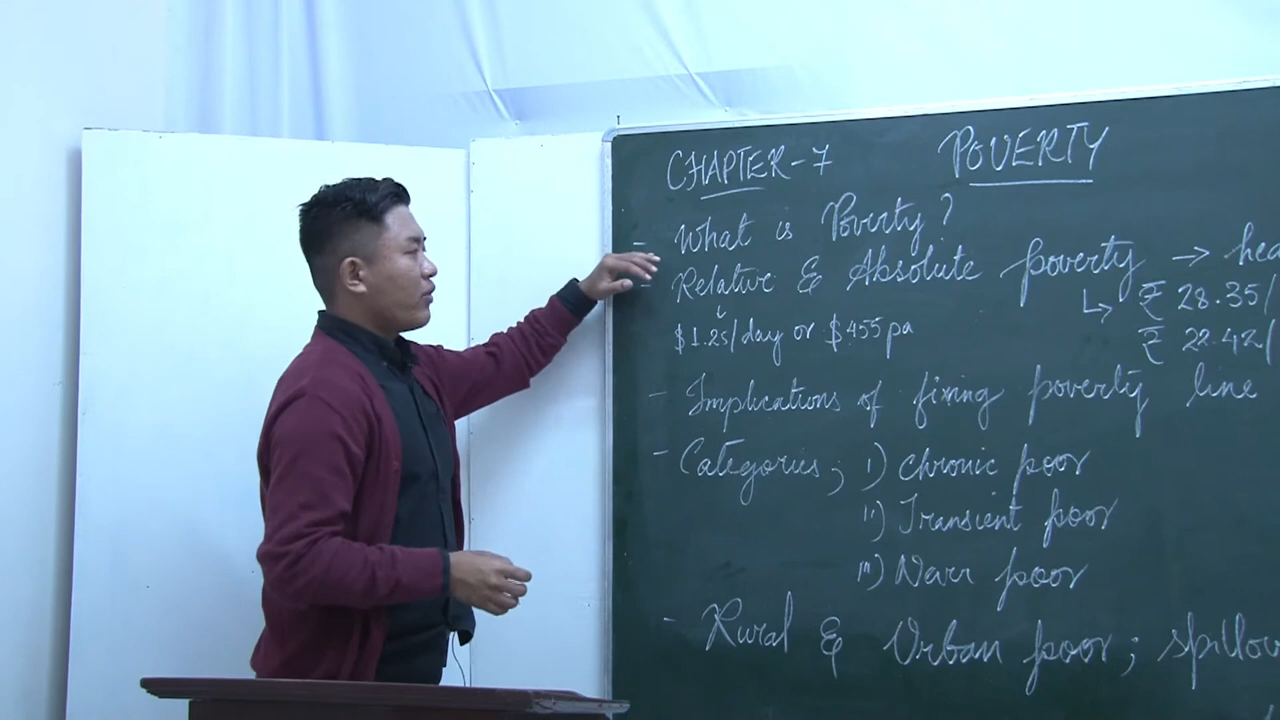 CHAPTER-7 POVERTY
- What is Poverty?
- Relative & Absolute poverty → hea
↳ ₹ 28.35/
$1.25/day or $455 pa
₹ 22.42/
- Implications of fixing poverty line
- Categories; i) Chronic poor
ii) Transient poor
iii) Never poor
- Rural & Urban poor; spillov